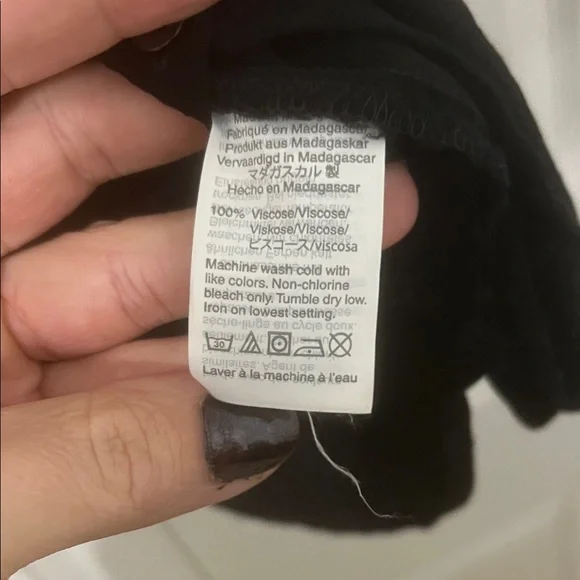 Fabriqué en Madagascar
Produkt aus Madagaskar
Vervaardigd in Madagascar
マダガスカル 製
Hecho en Madagascar
100% Viscose/Viscose/
Viskose/Viscose/
ビスコース/viscosa
Machine wash cold with
like colors. Non-chlorine
bleach only. Tumble dry low.
Iron on lowest setting.
30
Laver à la machine à l'eau